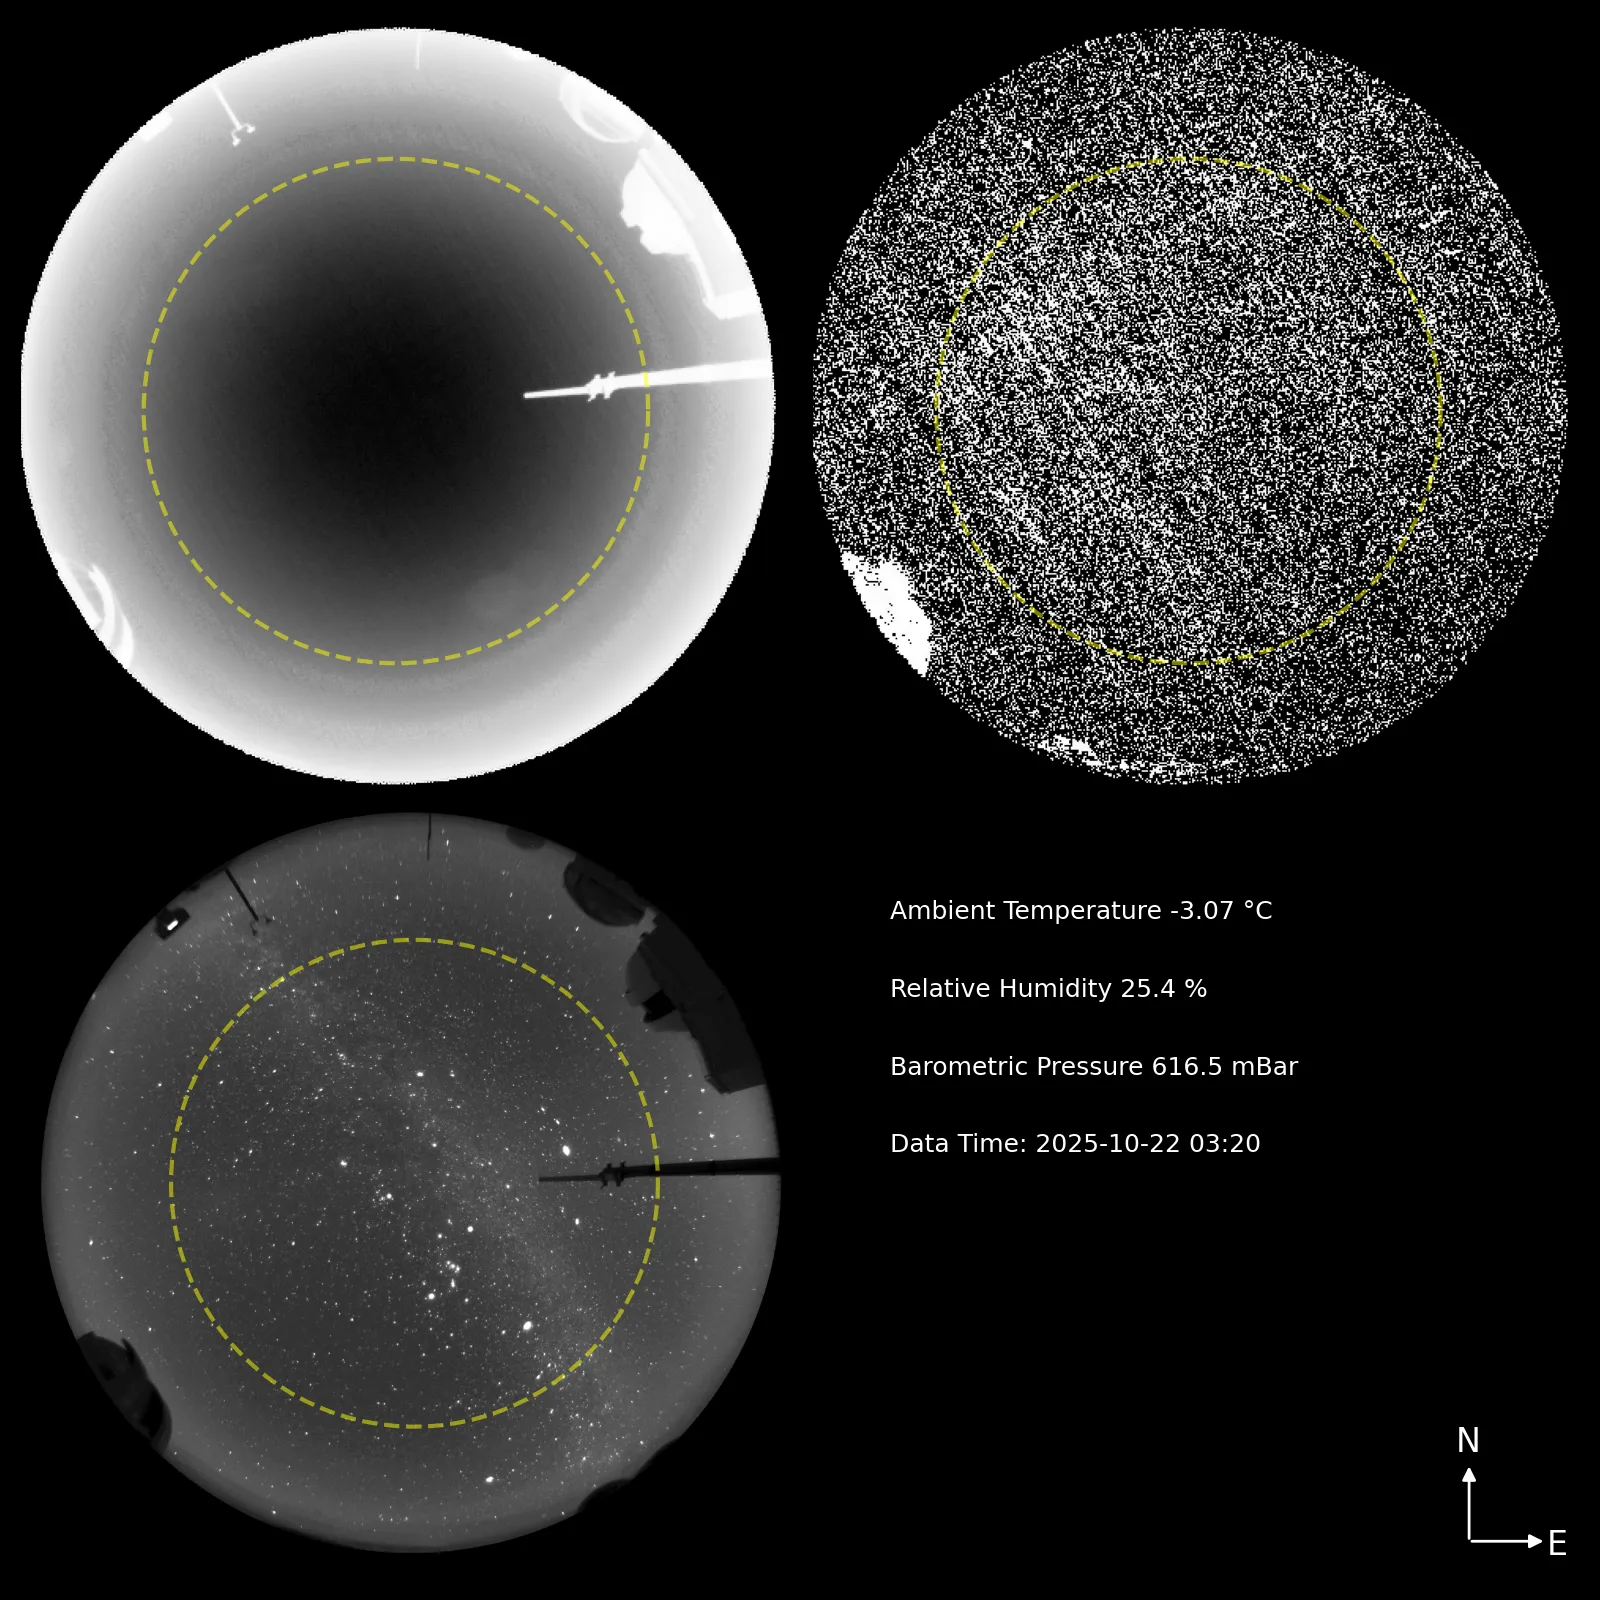 Ambient Temperature -3.07 °C
Relative Humidity 25.4 %
Barometric Pressure 616.5 mBar
Data Time: 2025-10-22 03:20
N
E